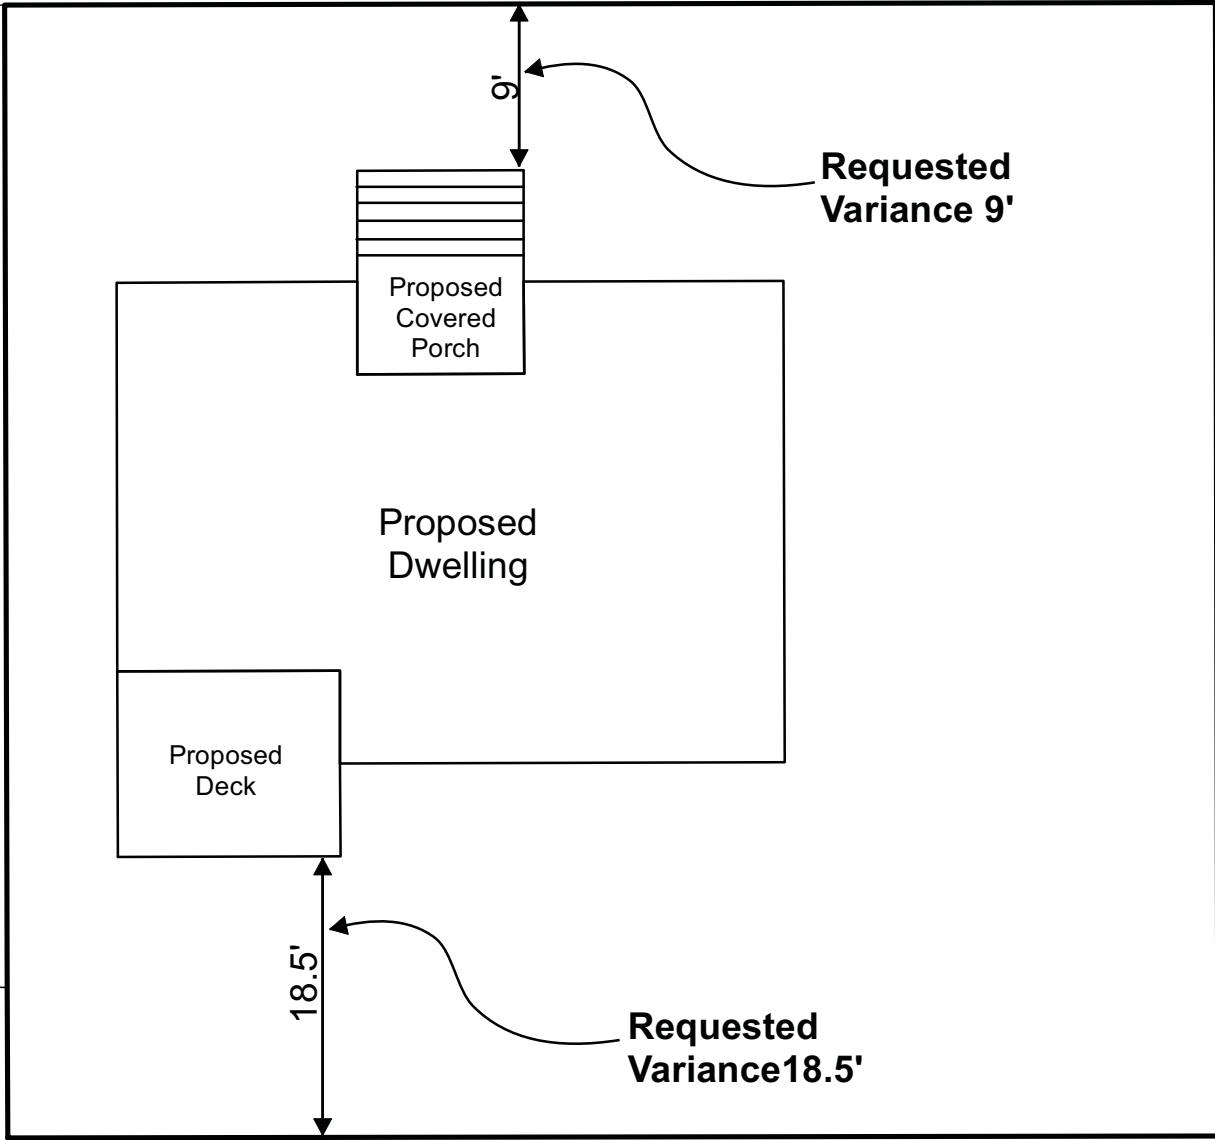 9'
Requested
Variance 9'
Proposed
Covered
Porch
Proposed
Dwelling
Proposed
Deck
18.5'
Requested
Variance18.5'